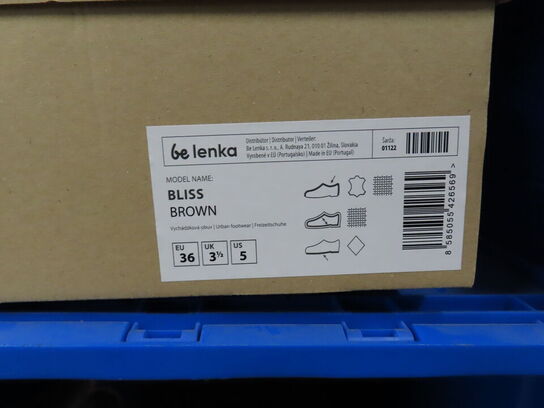 be lenka
Distribútor | Distributor | Verteiler:
Be Lenka s. r. o., A. Rudnaya 21, 010 01 Žilina, Slovakia
Vyrobené v EÚ (Portugalsko) | Made in EU (Portugal)
Šarža:
01122
MODEL NAME:
BLISS
BROWN
Vychádzková obuv | Urban footwear | Freizeitschuhe
EU UK US
36 3½ 5
8 585055 426569 >